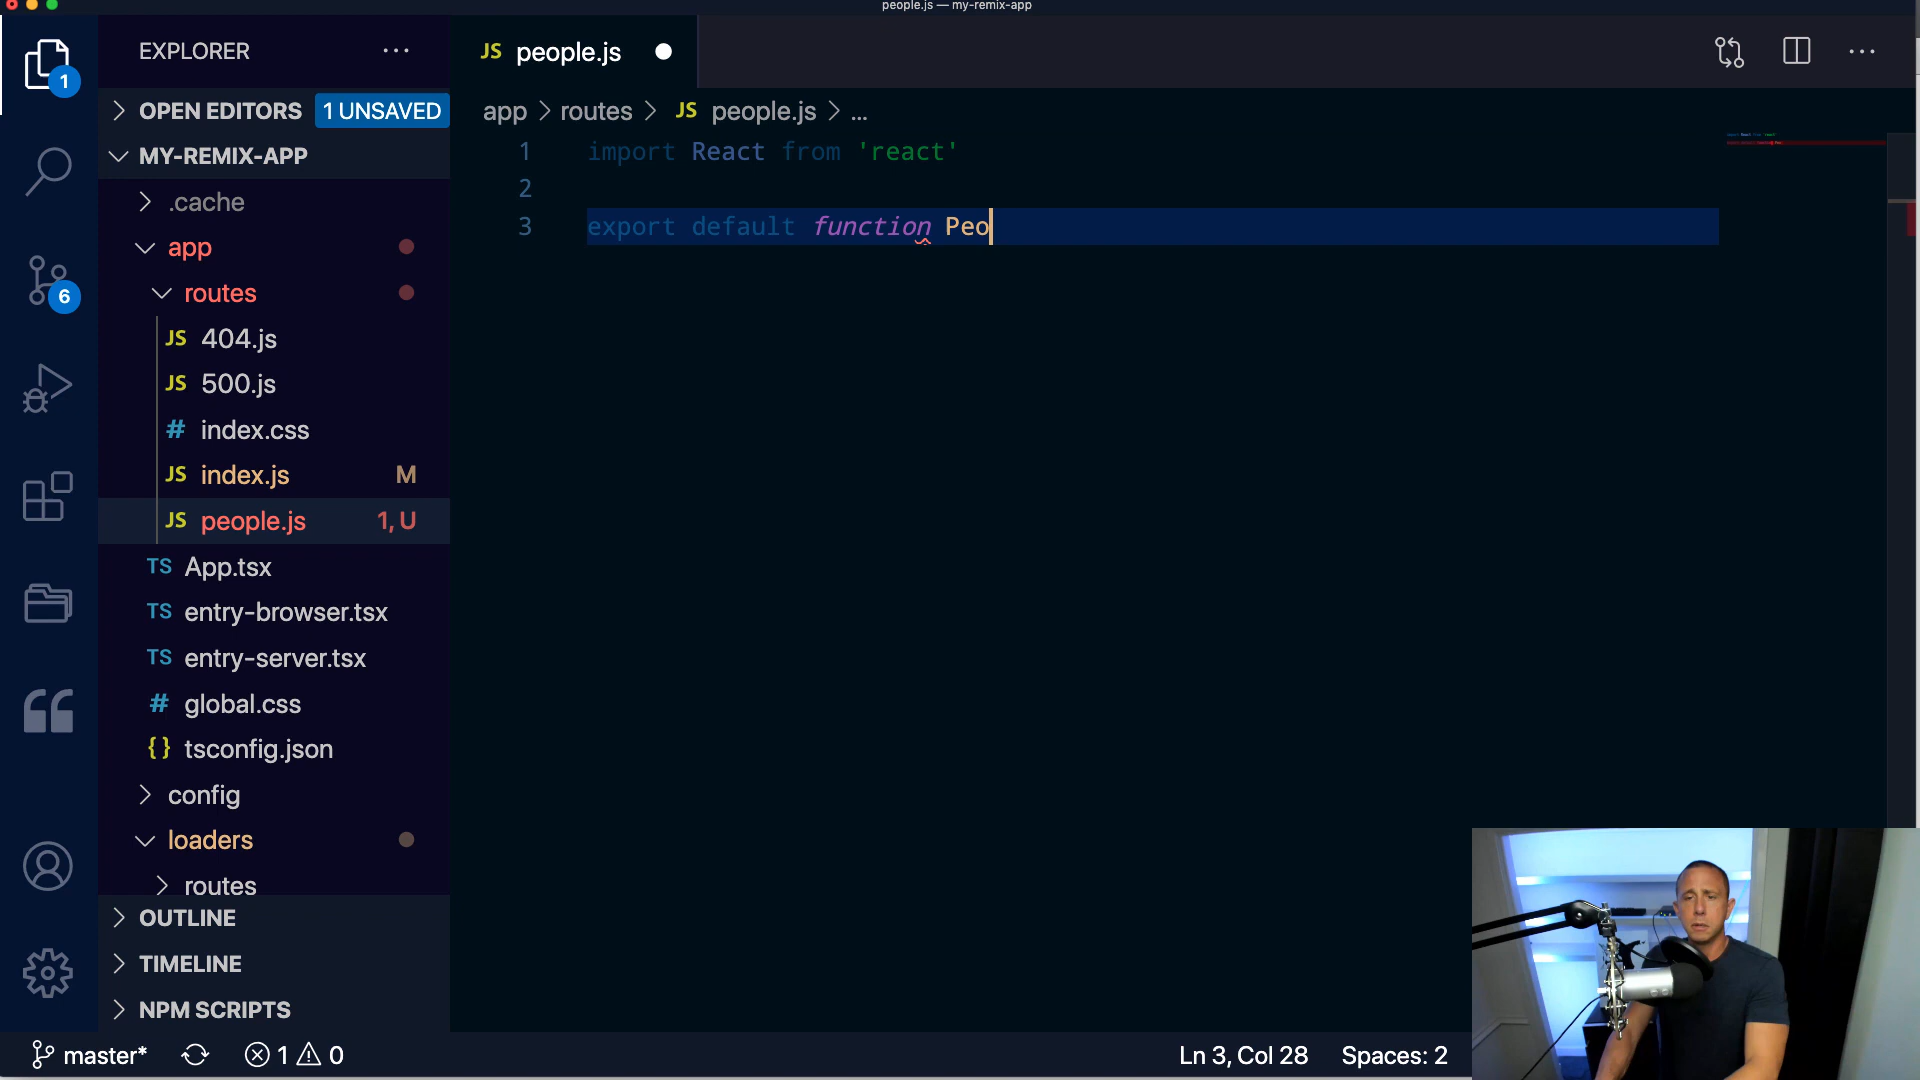 people.js — my-remix-app
EXPLORER
JS people.js
1
OPEN EDITORS 1 UNSAVED
app > routes > JS people.js > ...
MY-REMIX-APP
1 import React from 'react'
2
3 export default function Peo
.cache
app
routes
6
JS 404.js
JS 500.js
# index.css
JS index.js M
JS people.js 1, U
TS App.tsx
TS entry-browser.tsx
TS entry-server.tsx
# global.css
{} tsconfig.json
config
loaders
routes
OUTLINE
TIMELINE
NPM SCRIPTS
master* 1 0 Ln 3, Col 28 Spaces: 2